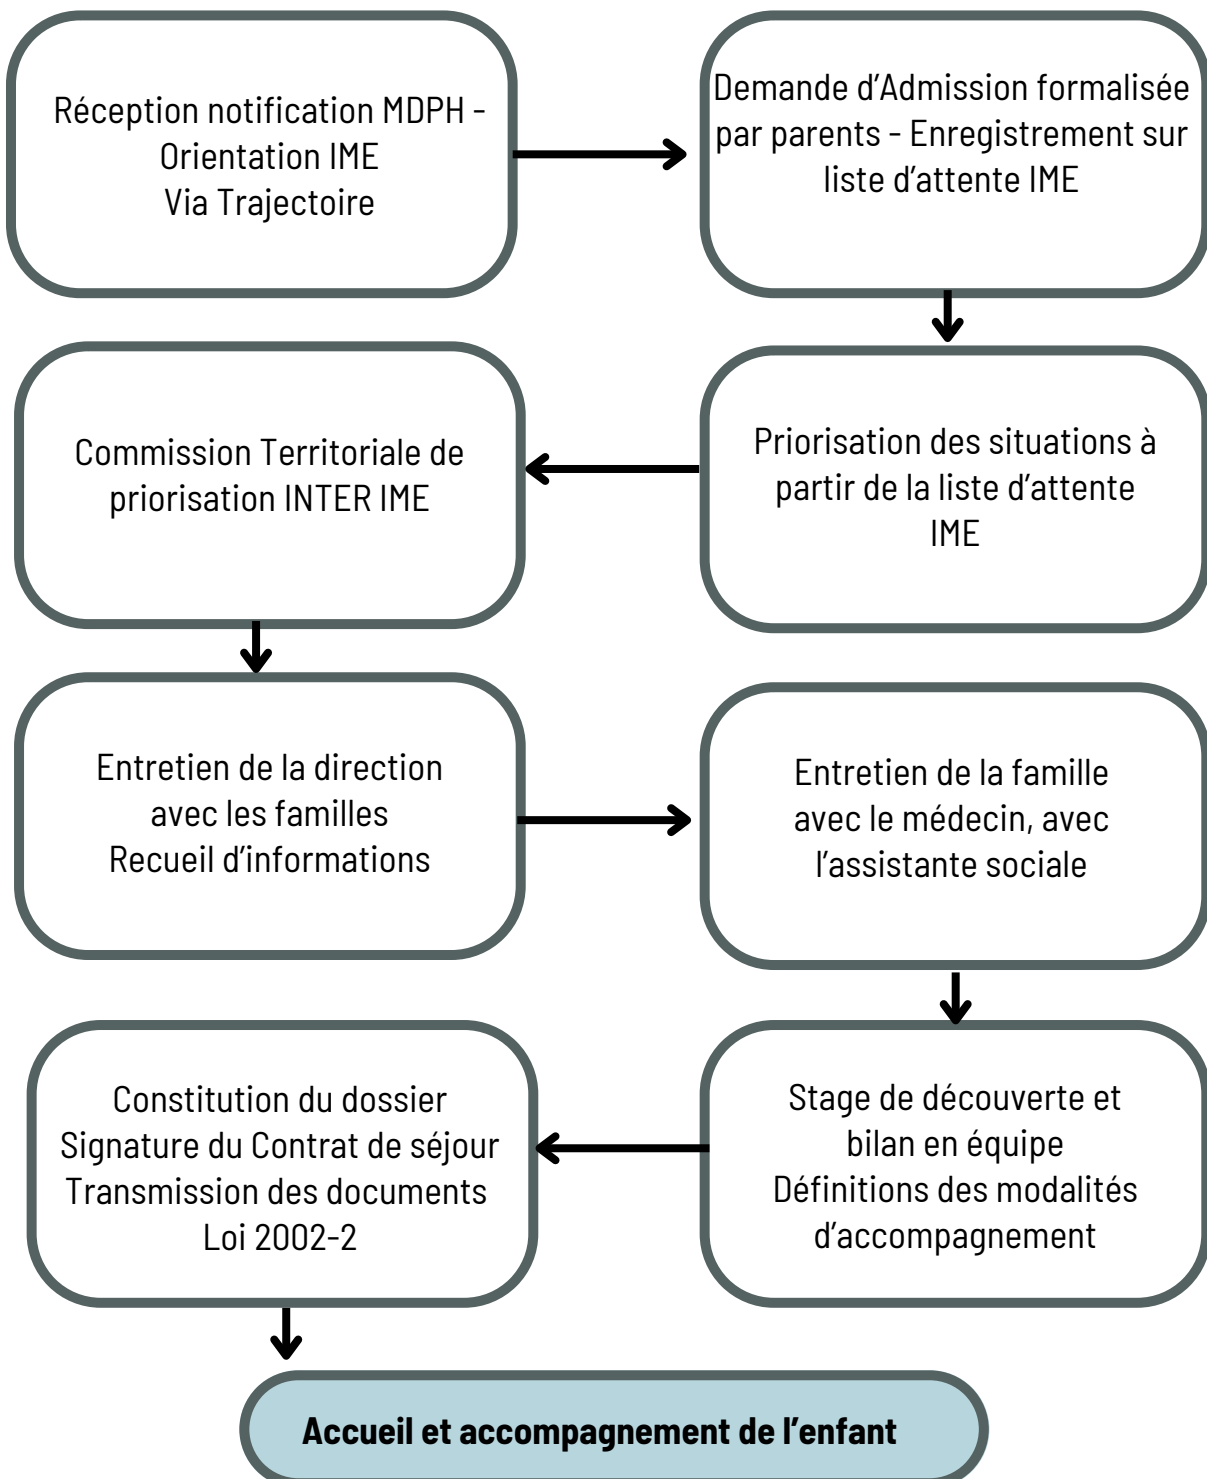 Réception notification MDPH -
Orientation IME
Via Trajectoire
Demande d'Admission formalisée
par parents - Enregistrement sur
liste d'attente IME
Priorisation des situations à
partir de la liste d'attente
IME
Commission Territoriale de
priorisation INTER IME
Entretien de la direction
avec les familles
Recueil d'informations
Entretien de la famille
avec le médecin, avec
l'assistante sociale
Stage de découverte et
bilan en équipe
Définitions des modalités
d'accompagnement
Constitution du dossier
Signature du Contrat de séjour
Transmission des documents
Loi 2002-2
Accueil et accompagnement de l'enfant